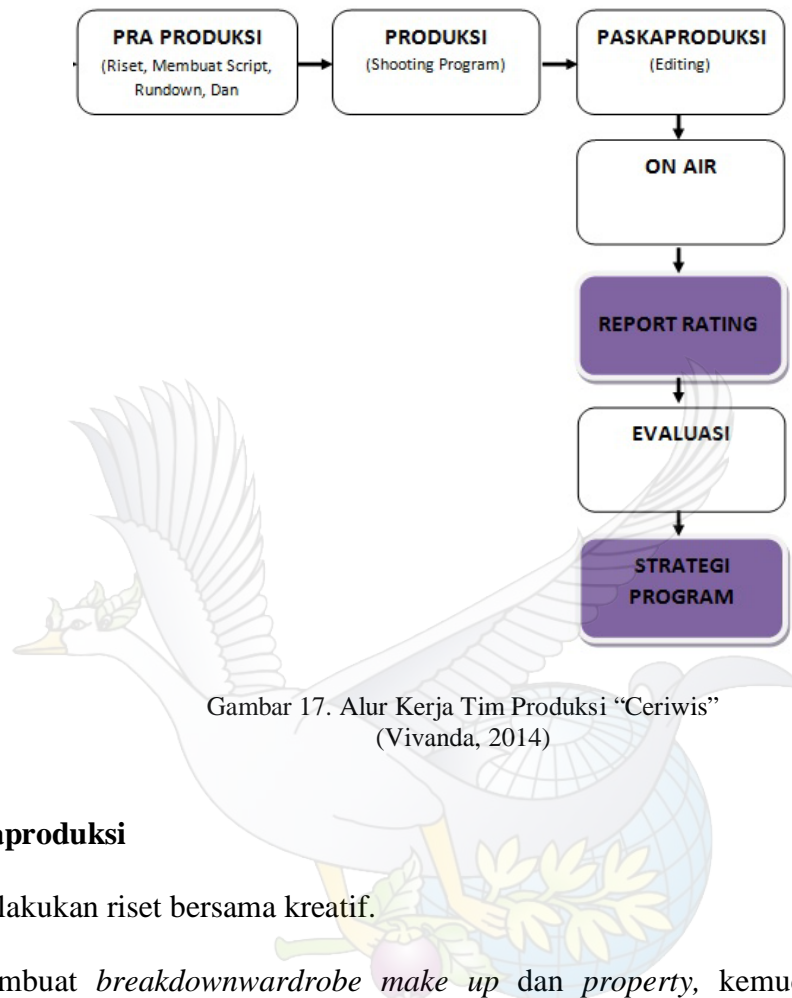 PRA PRODUKSI
(Riset, Membuat Script,
Rundown, Dan
PRODUKSI
(Shooting Program)
PASKAPRODUKSI
(Editing)
ON AIR
REPORT RATING
EVALUASI
STRATEGI
PROGRAM
Gambar 17. Alur Kerja Tim Produksi “Ceriwis”
(Vivanda, 2014)
aproduksi
lakukan riset bersama kreatif.
mbuat breakdownwardrobe make up dan property, kemu